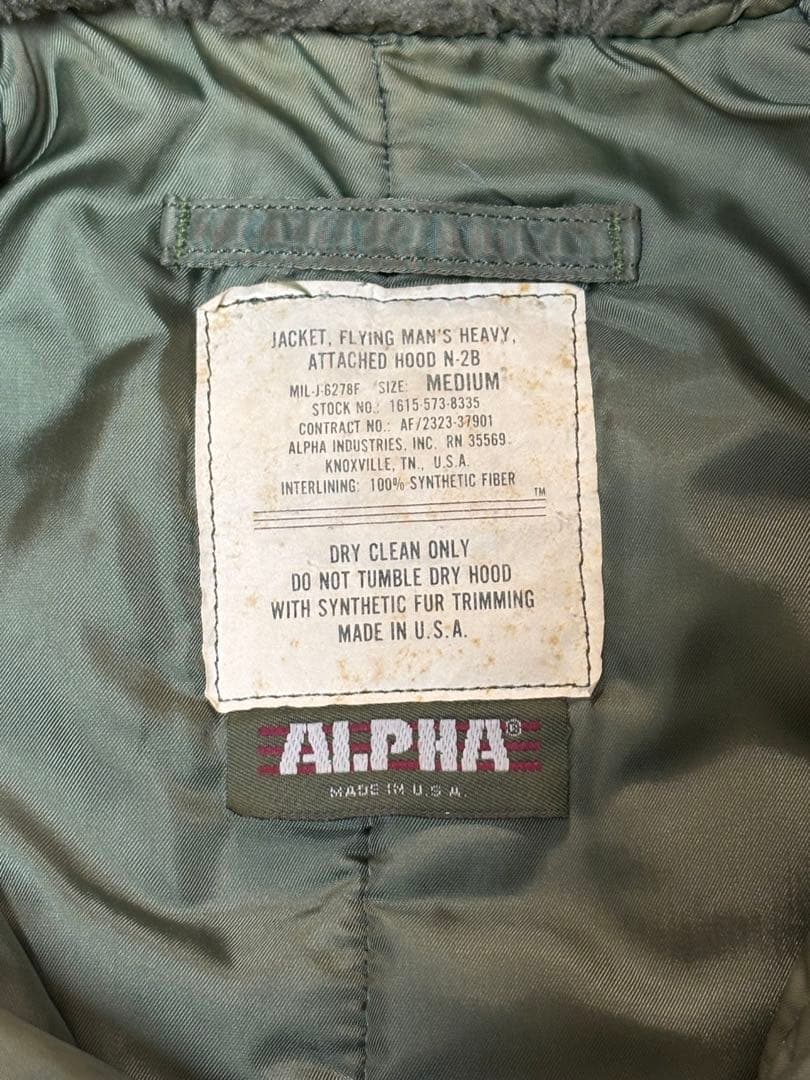 JACKET, FLYING MAN'S HEAVY,
ATTACHED HOOD N-2B
MIL-J-6278F SIZE: MEDIUM
STOCK NO.: 1615-573-8335
CONTRACT NO.: AF/2323-37901
ALPHA INDUSTRIES, INC. RN 35569
KNOXVILLE, TN., U.S.A.
INTERLINING: 100% SYNTHETIC FIBER
TM
DRY CLEAN ONLY
DO NOT TUMBLE DRY HOOD
WITH SYNTHETIC FUR TRIMMING
MADE IN U.S.A.
ALPHA®
MADE IN U.S.A.